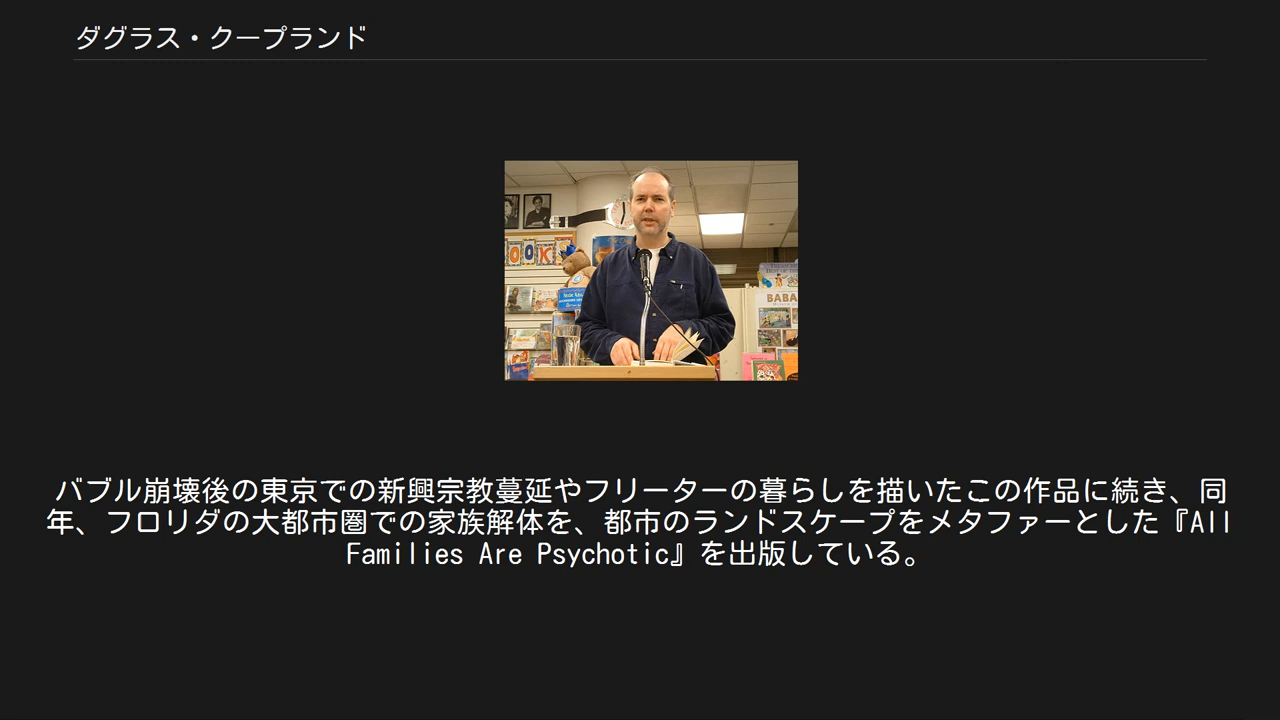 ダグラス・クープランド
OOK
BABA
バブル崩壊後の東京での新興宗教蔓延やフリーターの暮らしを描いたこの作品に続き、同
年、フロリダの大都市圏での家族解体を、都市のランドスケープをメタファーとした『All
Families Are Psychotic』を出版している。